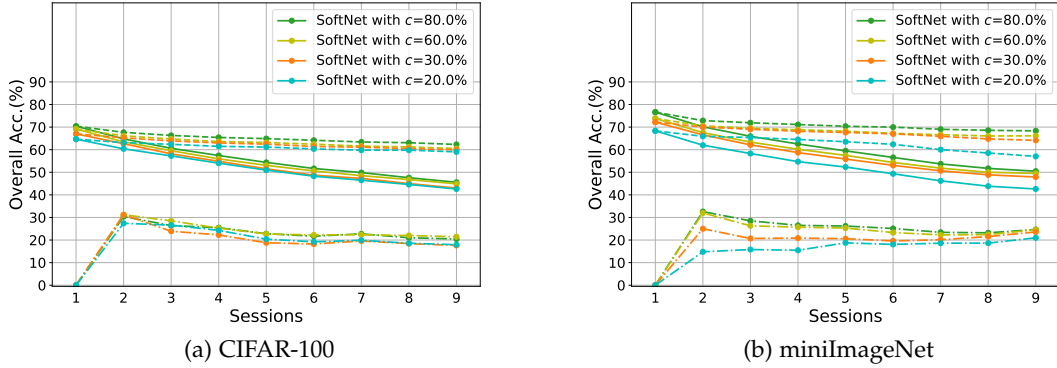 SoftNet with c=80.0%
SoftNet with c=60.0%
SoftNet with c=30.0%
SoftNet with c=20.0%
Overall Acc.(%)
90
80
70
60
50
40
30
20
10
0
1 2 3 4 5 6 7 8 9
Sessions
(a) CIFAR-100
SoftNet with c=80.0%
SoftNet with c=60.0%
SoftNet with c=30.0%
SoftNet with c=20.0%
Overall Acc.(%)
90
80
70
60
50
40
30
20
10
0
1 2 3 4 5 6 7 8 9
Sessions
(b) miniImageNet